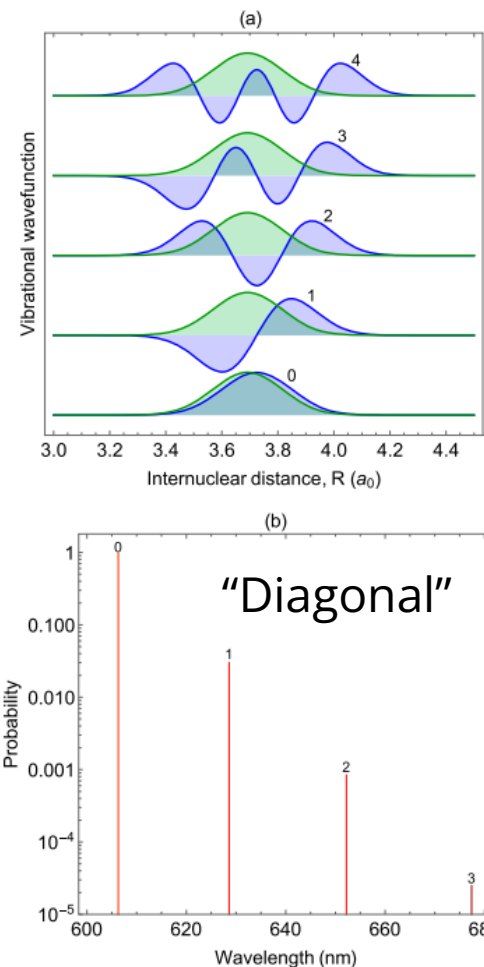 (a)
4
3
2
1
0
Vibrational wavefunction
3.0 3.2 3.4 3.6 3.8 4.0 4.2 4.4
Internuclear distance, R (a₀)
(b)
"Diagonal"
0
1
2
3
Probability
1
0.100
0.010
0.001
10⁻⁴
10⁻⁵
600 620 640 660 68
Wavelength (nm)